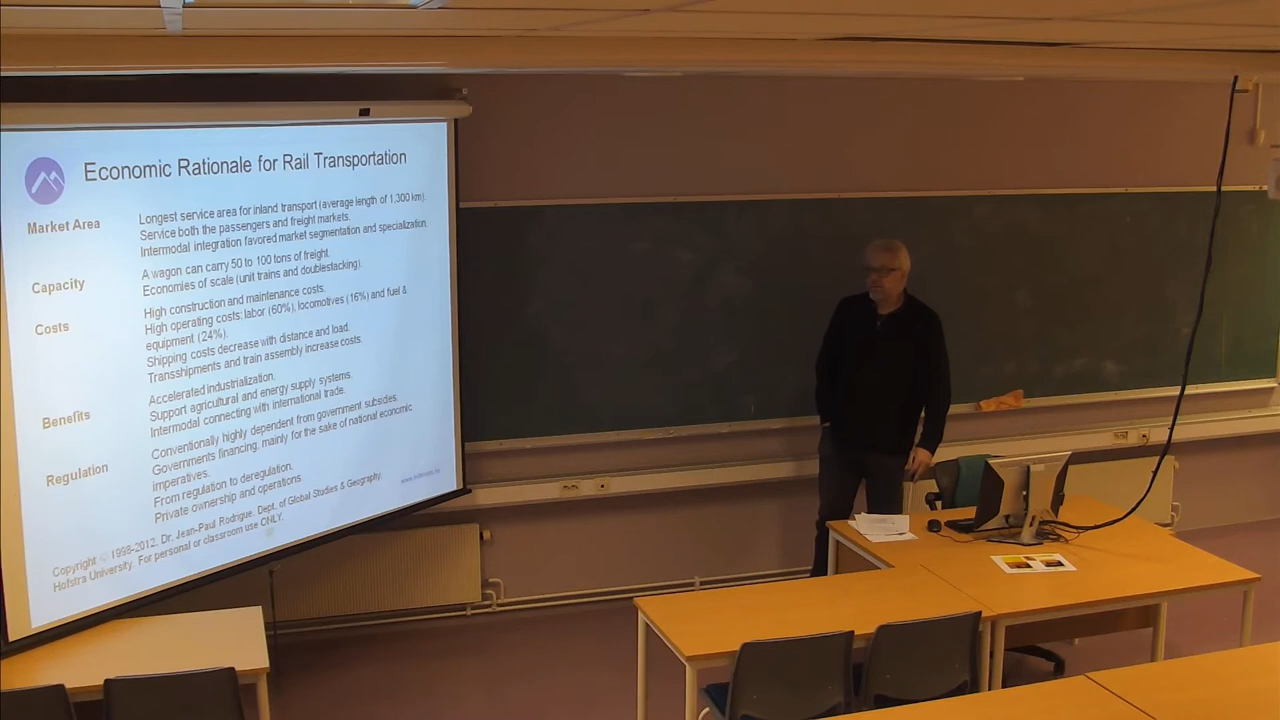 Economic Rationale for Rail Transportation
Market Area
Longest service area for inland transport (average length of 1,300 km).
Service both the passengers and freight markets.
Intermodal integration favored market segmentation and specialization.
Capacity
A wagon can carry 50 to 100 tons of freight.
Economies of scale (unit trains and doublestacking).
Costs
High construction and maintenance costs.
High operating costs: labor (60%), locomotives (16%) and fuel &
equipment (24%).
Shipping costs decrease with distance and load.
Transshipments and train assembly increase costs.
Benefits
Accelerated industrialization.
Support agricultural and energy supply systems.
Intermodal connecting with international trade.
Regulation
Conventionally highly dependent from government subsidies.
Governments financing, mainly for the sake of national economic
imperatives.
From regulation to deregulation.
Private ownership and operations
Copyright © 1998-2012, Dr. Jean-Paul Rodrigue, Dept. of Global Studies & Geography,
Hofstra University. For personal or classroom use ONLY.